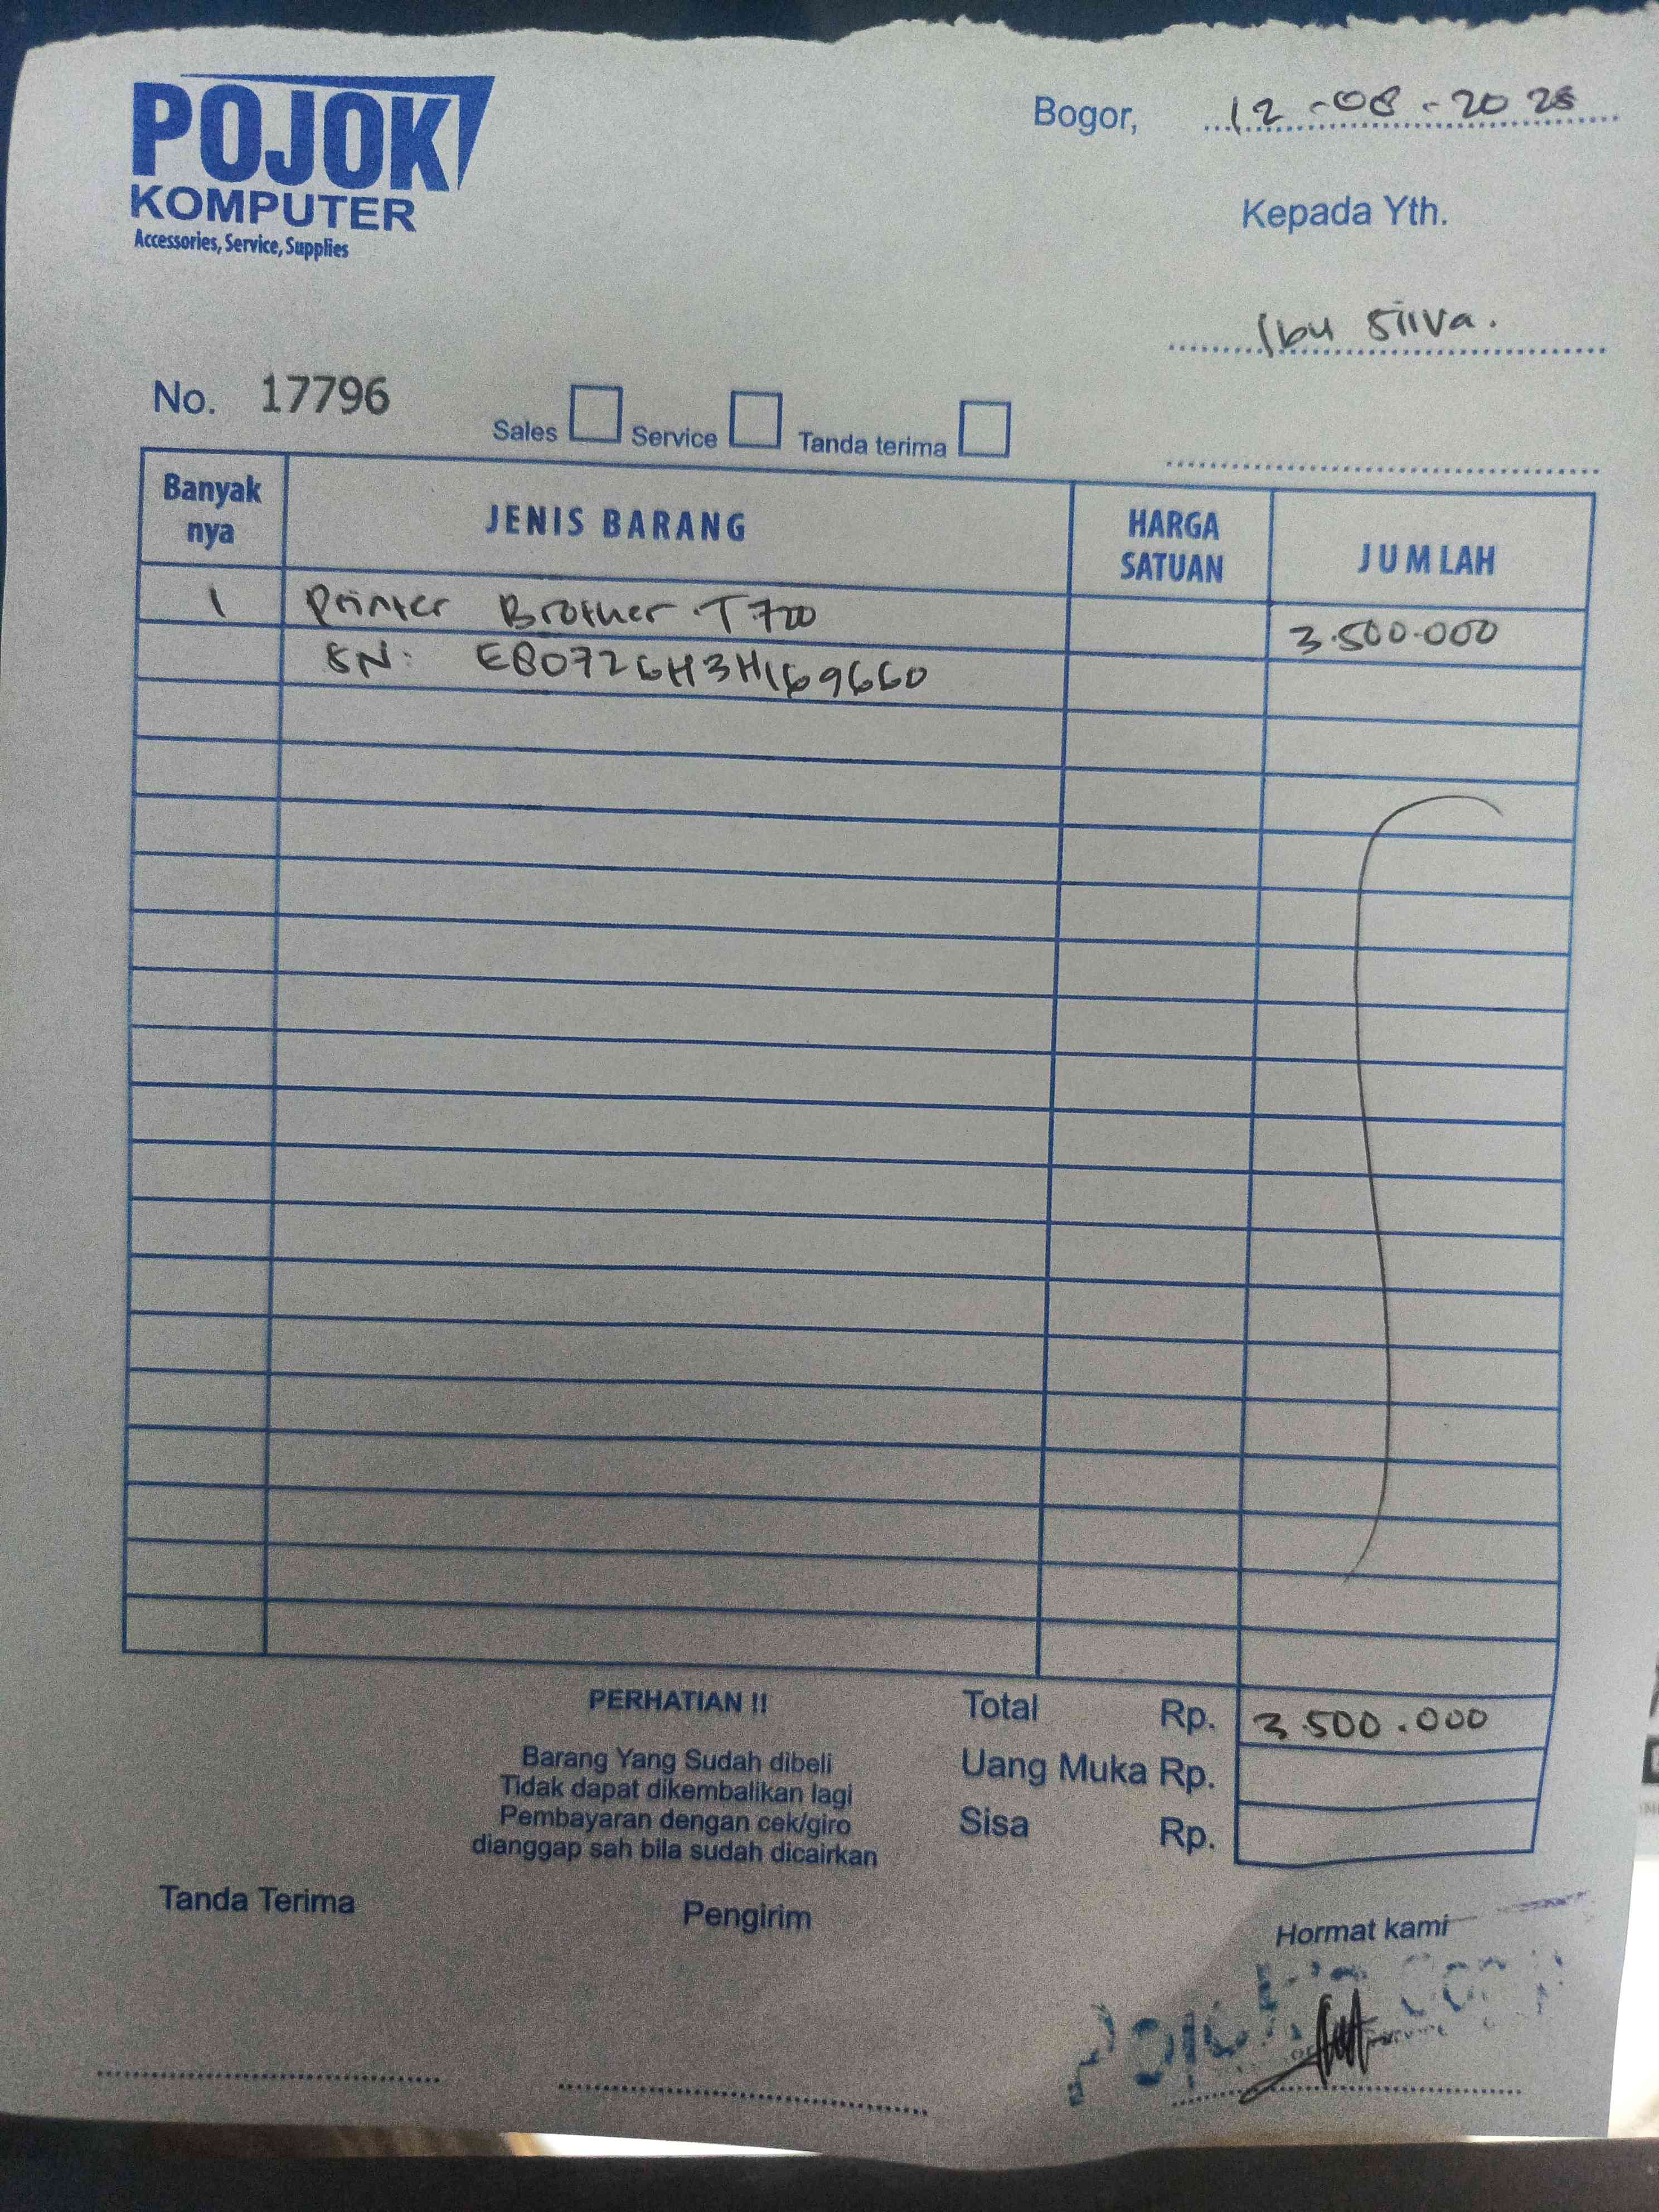 POJOK
KOMPUTER
Accessories, Service, Supplies
Bogor, 12-08-2025
Kepada Yth.
Ibu Silva.
No. 17796
Sales Service Tanda terima
Banyak nya JENIS BARANG HARGA SATUAN JUMLAH
1 Printer Brother T720 3.500.000
SN: E80726H3H169660
PERHATIAN !!
Barang Yang Sudah dibeli
Tidak dapat dikembalikan lagi
Pembayaran dengan cek/giro
dianggap sah bila sudah dicairkan
Total Rp. 3.500.000
Uang Muka Rp.
Sisa Rp.
Tanda Terima Pengirim Hormat kami
Pojok